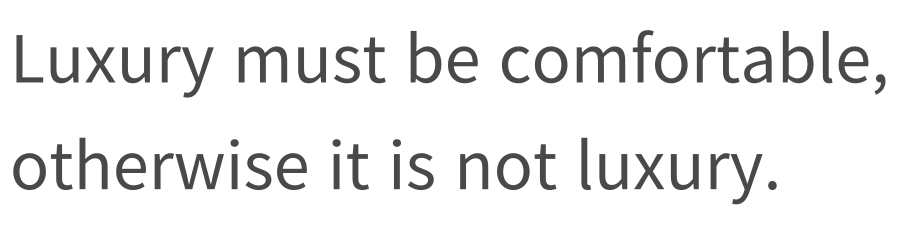 Luxury must be comfortable,
otherwise it is not luxury.